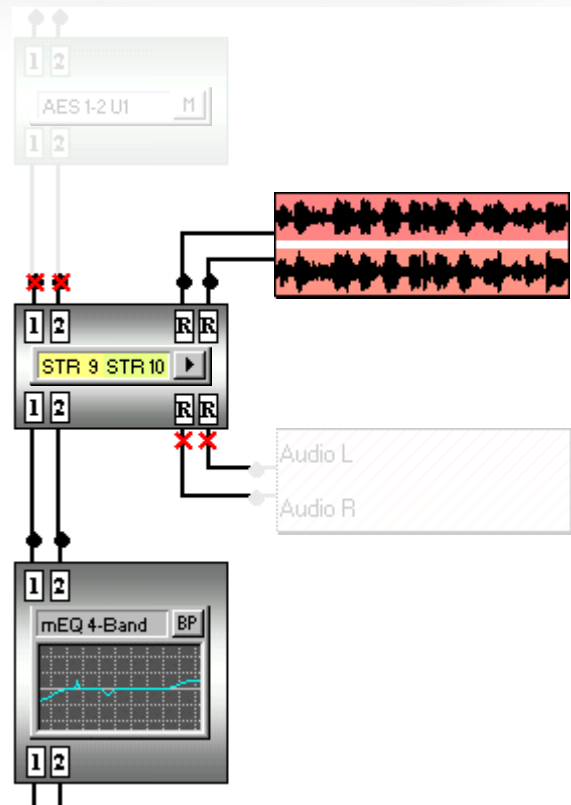 1 2
AES 1-2 U1 M
1 2
1 2 R R
STR 9 STR 10
1 2 R R
Audio L
Audio R
1 2
mEQ 4-Band BP
1 2